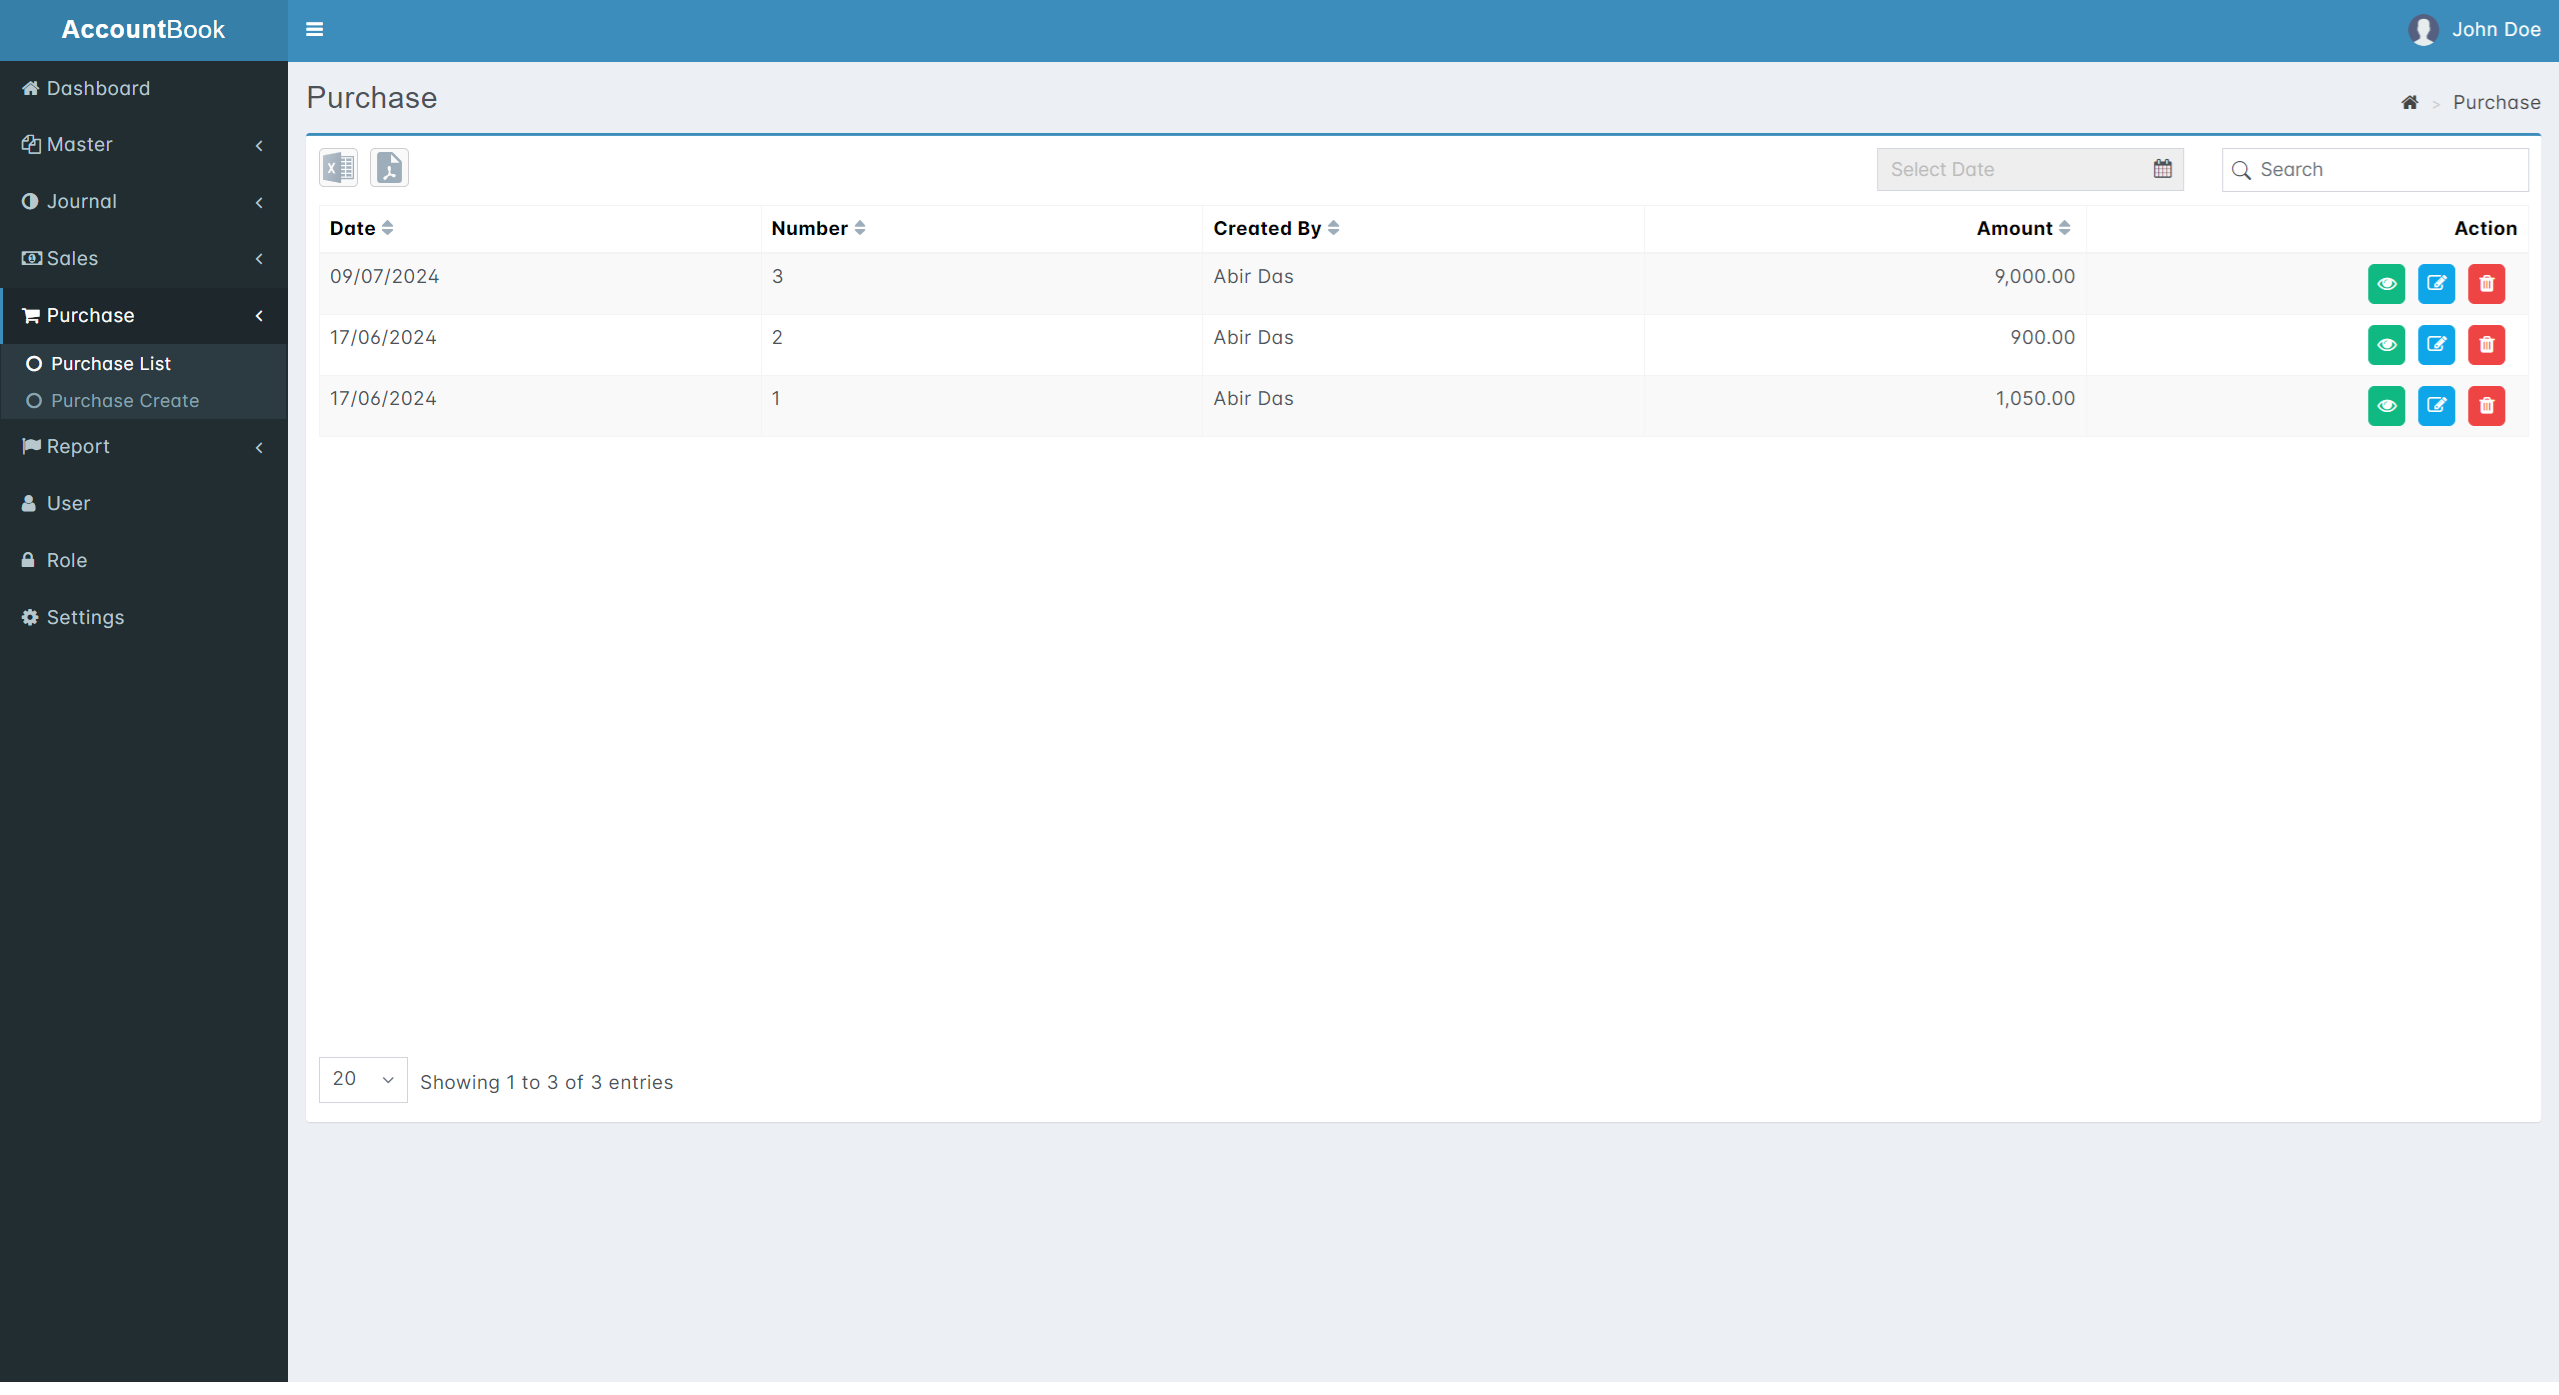 AccountBook
John Doe
Dashboard
Master
Journal
Sales
Purchase
Purchase List
Purchase Create
Report
User
Role
Settings
Purchase
> Purchase
Select Date
Search
Date Number Created By Amount Action
09/07/2024 3 Abir Das 9,000.00
17/06/2024 2 Abir Das 900.00
17/06/2024 1 Abir Das 1,050.00
20 Showing 1 to 3 of 3 entries